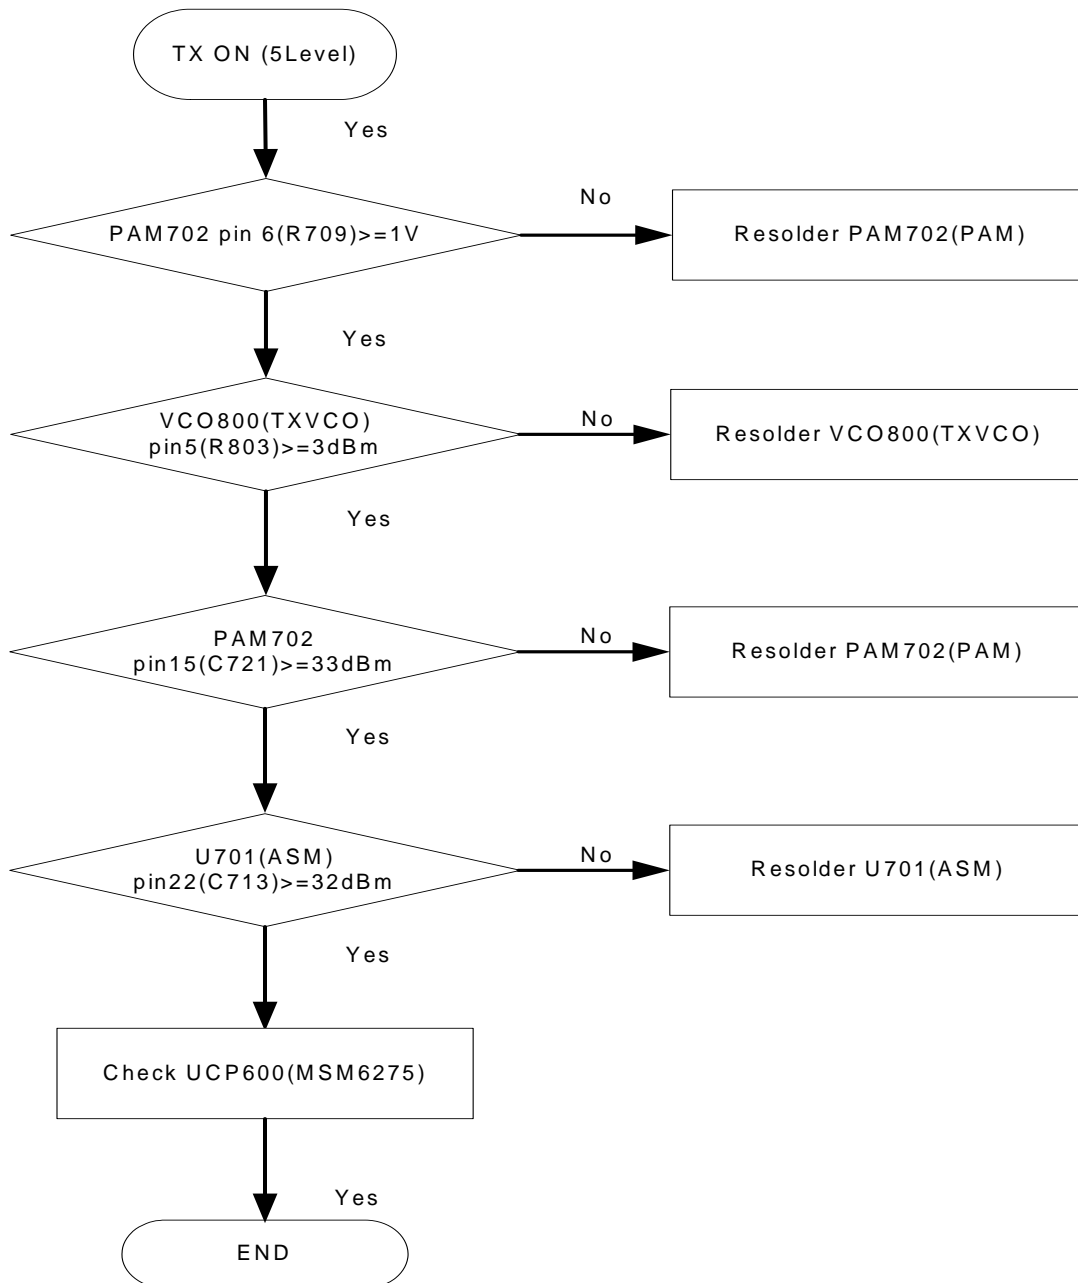 TX ON (5Level)
Yes
PAM702 pin 6(R709)>=1V
No
Resolder PAM702(PAM)
Yes
VCO800(TXVCO)
pin5(R803)>=3dBm
No
Resolder VCO800(TXVCO)
Yes
PAM702
pin15(C721)>=33dBm
No
Resolder PAM702(PAM)
Yes
U701(ASM)
pin22(C713)>=32dBm
No
Resolder U701(ASM)
Yes
Check UCP600(MSM6275)
Yes
END